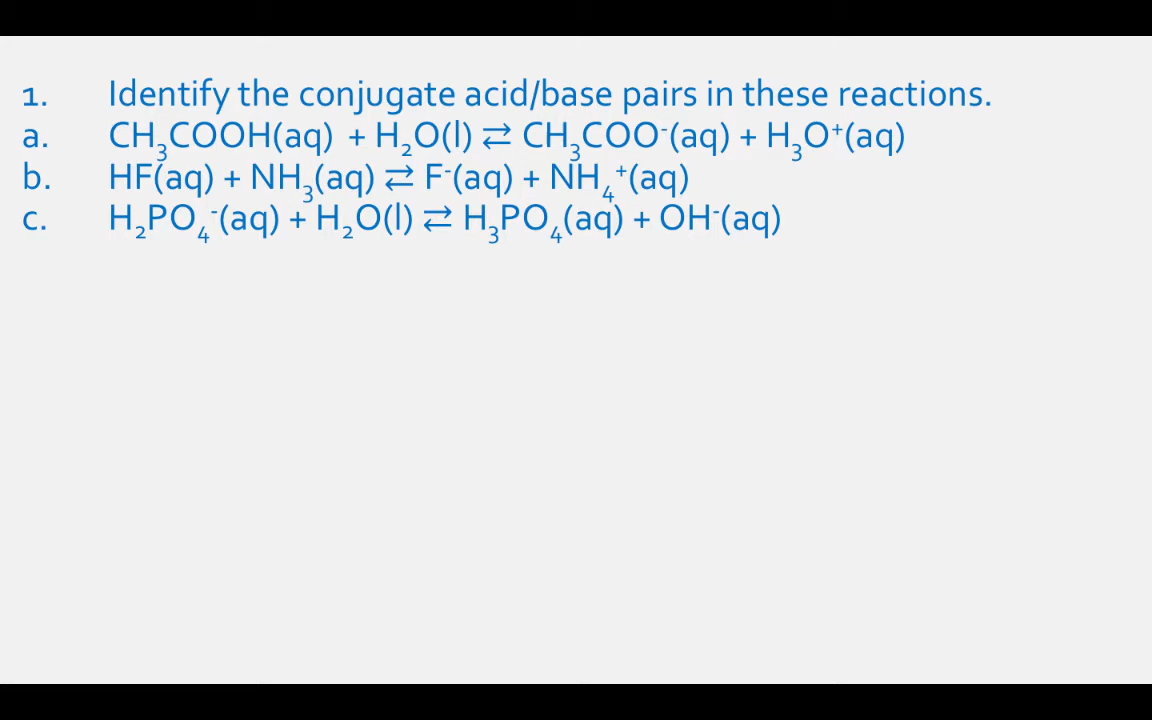 1. Identify the conjugate acid/base pairs in these reactions.
a. CH₃COOH(aq) + H₂O(l) ⇄ CH₃COO⁻(aq) + H₃O⁺(aq)
b. HF(aq) + NH₃(aq) ⇄ F⁻(aq) + NH₄⁺(aq)
c. H₂PO₄⁻(aq) + H₂O(l) ⇄ H₃PO₄(aq) + OH⁻(aq)